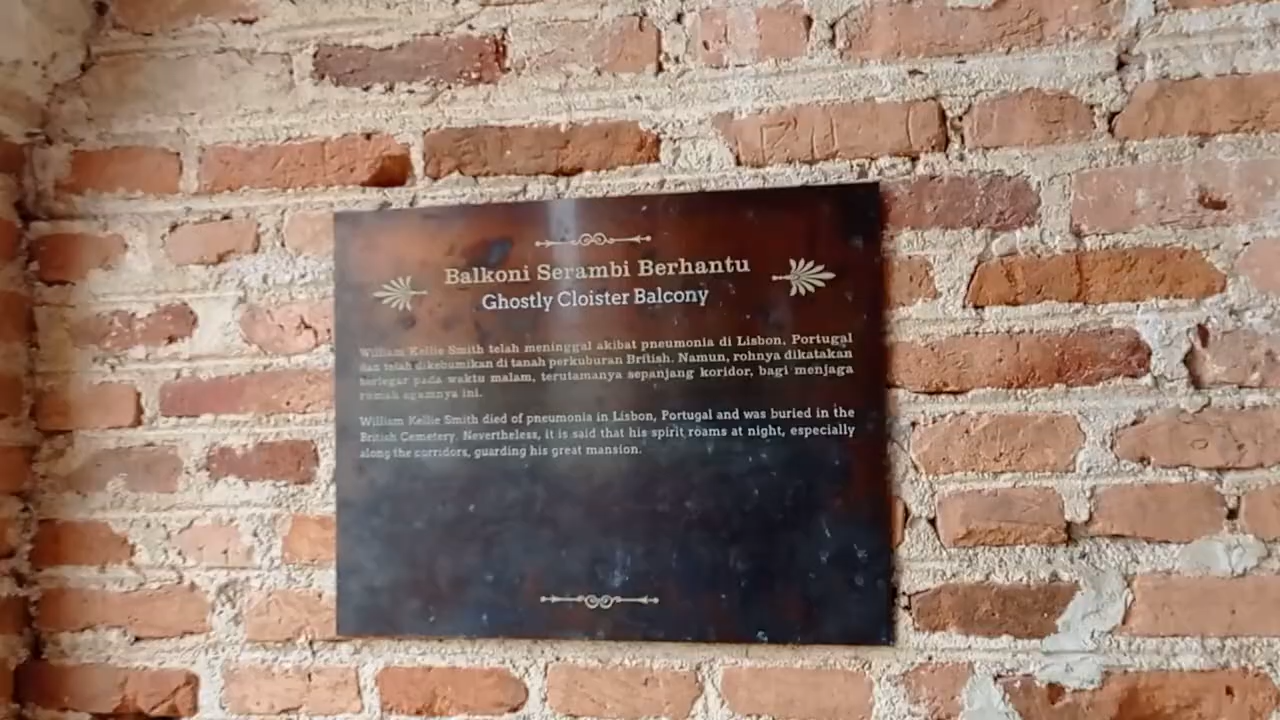 Balkoni Serambi Berhantu
Ghostly Cloister Balcony
William Kellie Smith telah meninggal akibat pneumonia di Lisbon, Portugal
dan telah dikebumikan di tanah perkuburan British. Namun, rohnya dikatakan
berlegar pada waktu malam, terutamanya sepanjang koridor, bagi menjaga
rumah agamnya ini.
William Kellie Smith died of pneumonia in Lisbon, Portugal and was buried in the
British Cemetery. Nevertheless, it is said that his spirit roams at night, especially
along the corridors, guarding his great mansion.